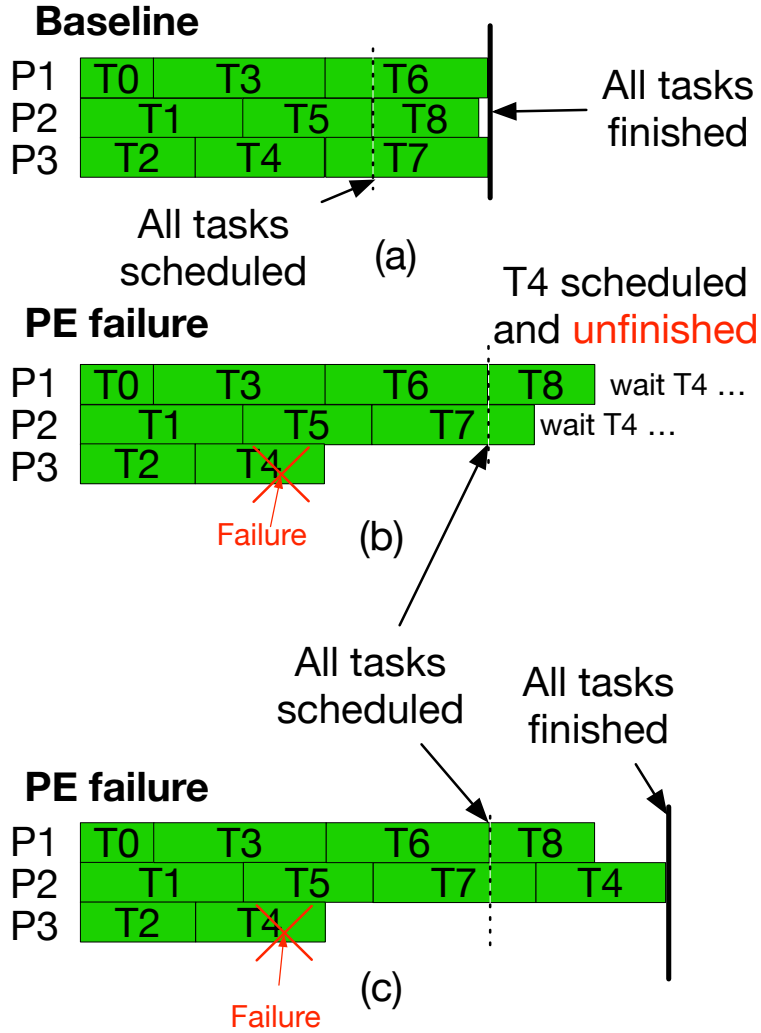 Baseline
P1 T0 T3 T6
P2 T1 T5 T8
P3 T2 T4 T7
All tasks
finished
All tasks
scheduled
(a)
T4 scheduled
and unfinished
PE failure
P1 T0 T3 T6 T8 wait T4 ...
P2 T1 T5 T7 wait T4 ...
P3 T2 T4
Failure
(b)
All tasks
scheduled
All tasks
finished
PE failure
P1 T0 T3 T6 T8
P2 T1 T5 T7 T4
P3 T2 T4
Failure
(c)